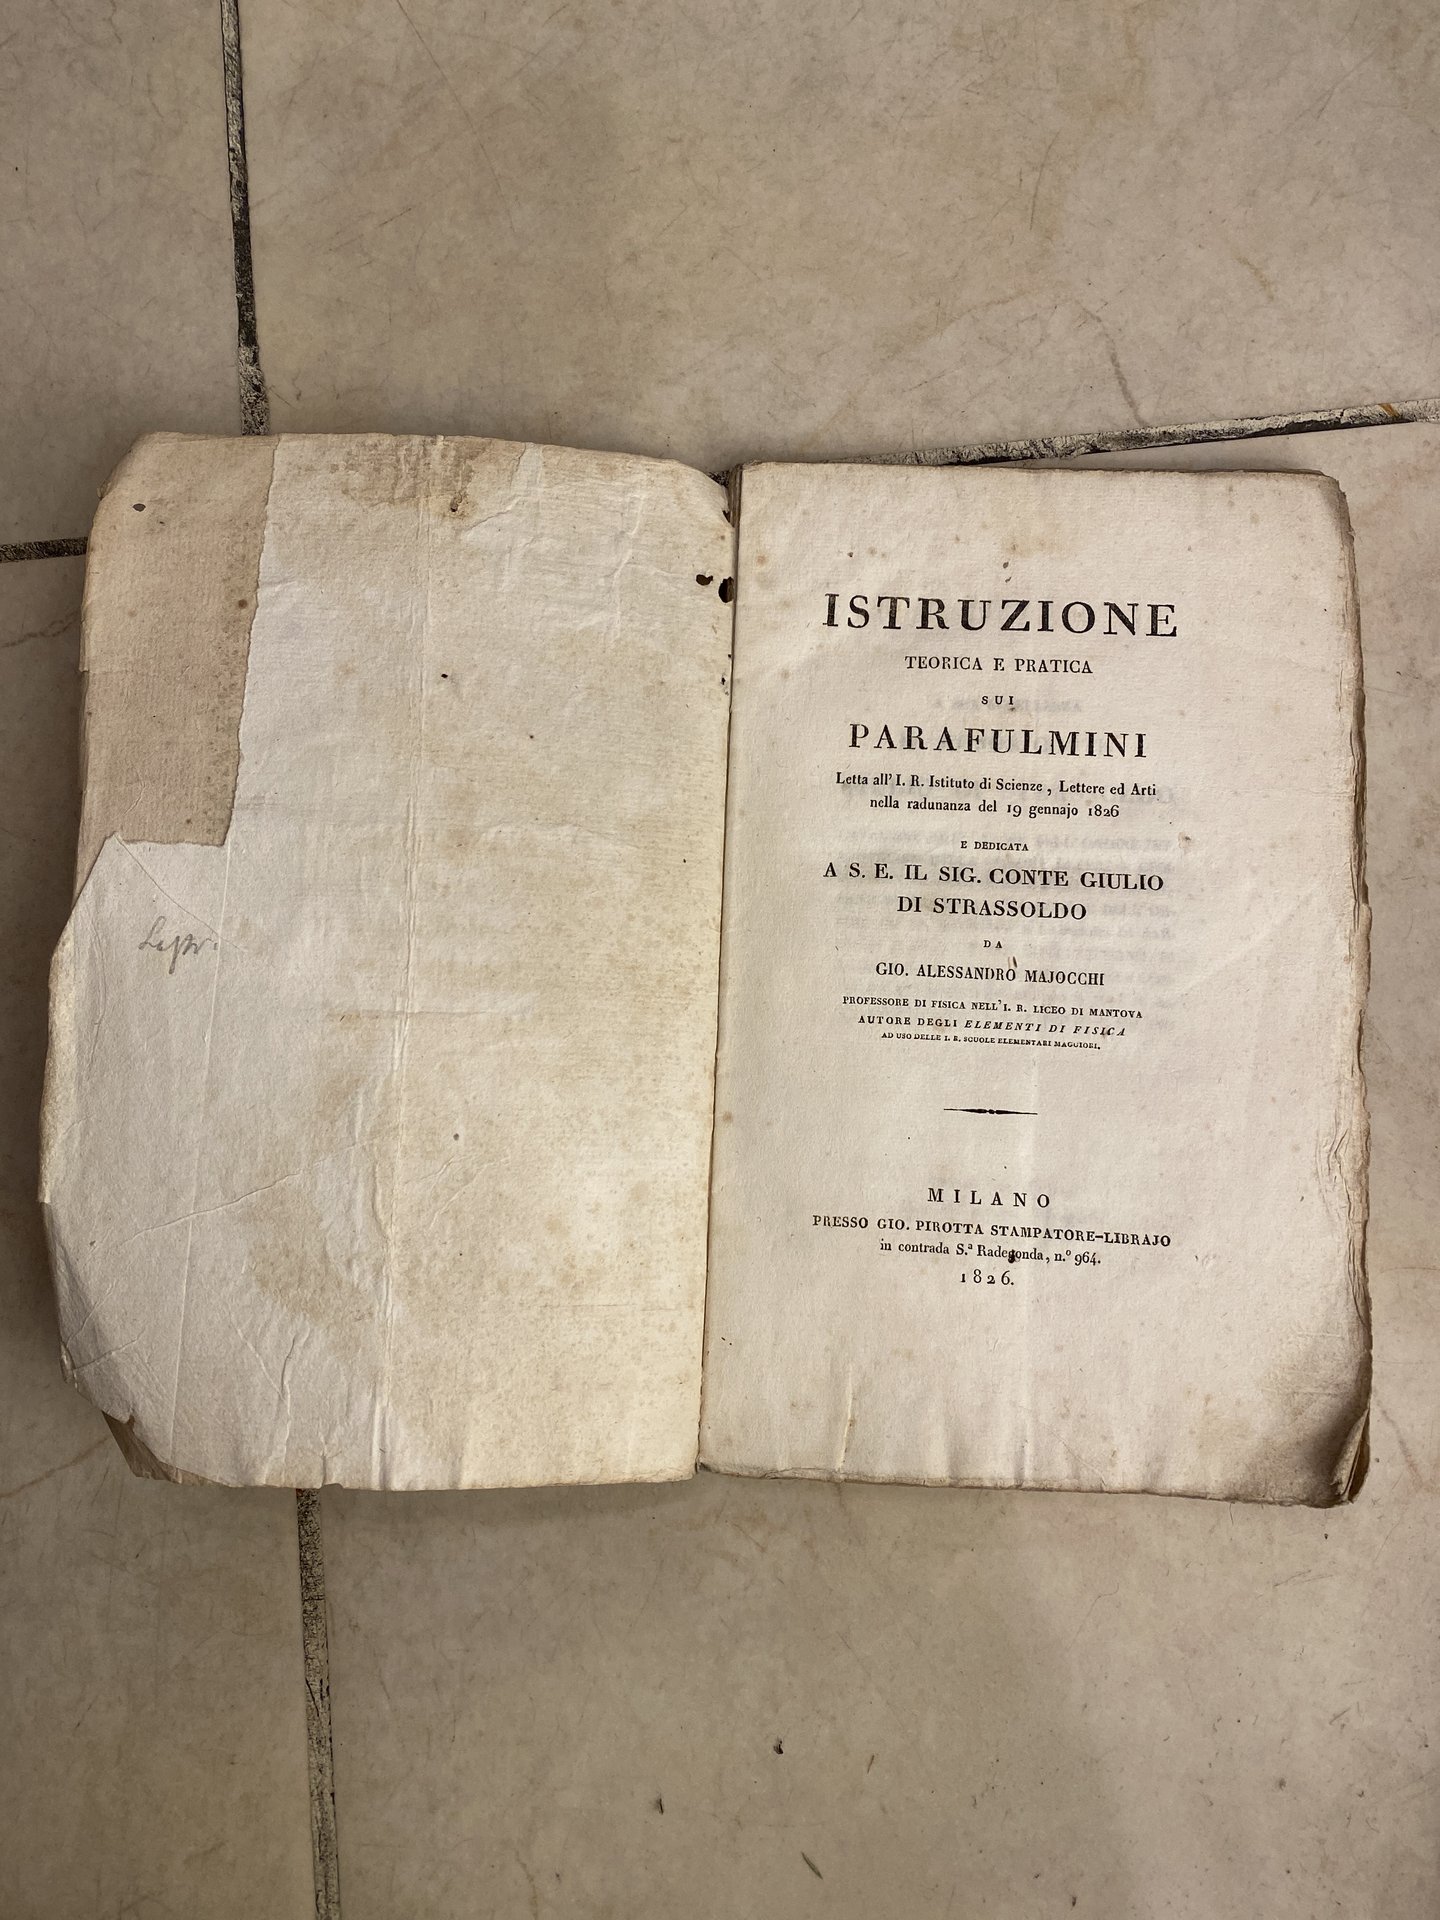 ISTRUZIONE
TEORICA E PRATICA
SUI
PARAFULMINI
Letta all' I. R. Istituto di Scienze, Lettere ed Arti
nella radunanza del 19 gennajo 1826
E DEDICATA
A S. E. IL SIG. CONTE GIULIO
DI STRASSOLDO
DA
GIO. ALESSANDRO MAJOCCHI
PROFESSORE DI FISICA NELL' I. R. LICEO DI MANTOVA
AUTORE DEGLI ELEMENTI DI FISICA
AD USO DELLE I. R. SCUOLE ELEMENTARI MAGGIORI.
MILANO
PRESSO GIO. PIROTTA STAMPATORE-LIBRAJO
in contrada S.ª Radegonda, n.º 964.
1826.